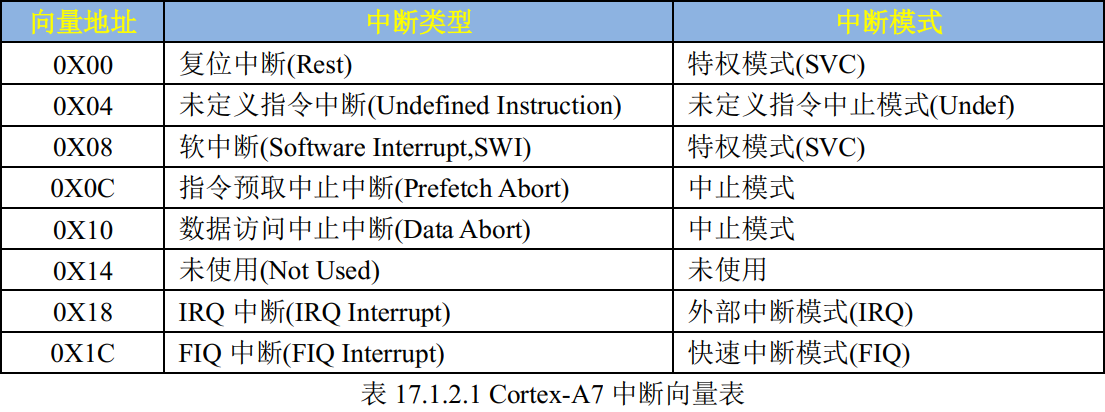 向量地址 中断类型 中断模式
0X00 复位中断(Rest) 特权模式(SVC)
0X04 未定义指令中断(Undefined Instruction) 未定义指令中止模式(Undef)
0X08 软中断(Software Interrupt,SWI) 特权模式(SVC)
0X0C 指令预取中止中断(Prefetch Abort) 中止模式
0X10 数据访问中止中断(Data Abort) 中止模式
0X14 未使用(Not Used) 未使用
0X18 IRQ 中断(IRQ Interrupt) 外部中断模式(IRQ)
0X1C FIQ 中断(FIQ Interrupt) 快速中断模式(FIQ)
表 17.1.2.1 Cortex-A7 中断向量表